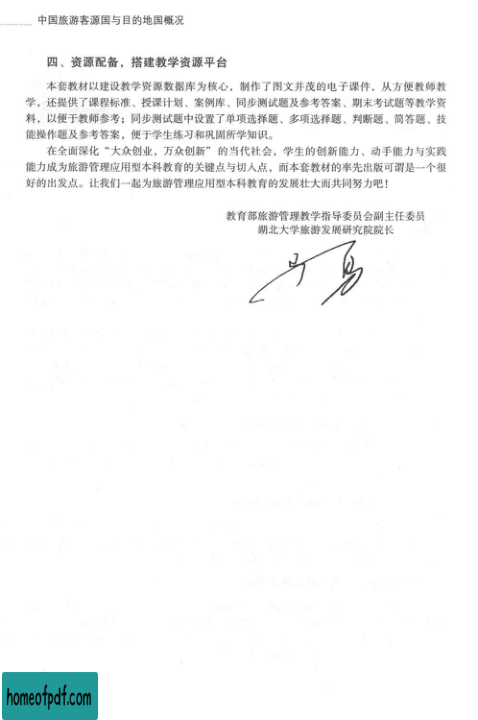 中国旅游客源国与目的地国概况
四、资源配备，搭建教学资源平台
本套教材以建设教学资源数据库为核心，制作了图文并茂的电子课件，从方便教师教
学，还提供了课程标准、授课计划、案例库、同步测试题及参考答案、期末考试题等教学资
料，以便于教师参考；同步测试题中设置了单项选择题、多项选择题、判断题、简答题、技
能操作题及参考答案，便于学生练习和巩固所学知识。
在全面深化“大众创业，万众创新”的当代社会，学生的创新能力、动手能力与实践
能力成为旅游管理应用型本科教育的关键点与切入点，而本套教材的率先出版可谓是一个很
好的出发点。让我们一起为旅游管理应用型本科教育的发展壮大而共同努力吧！
教育部旅游管理教学指导委员会副主任委员
湖北大学旅游发展研究院院长
马勇
homeofpdf.com